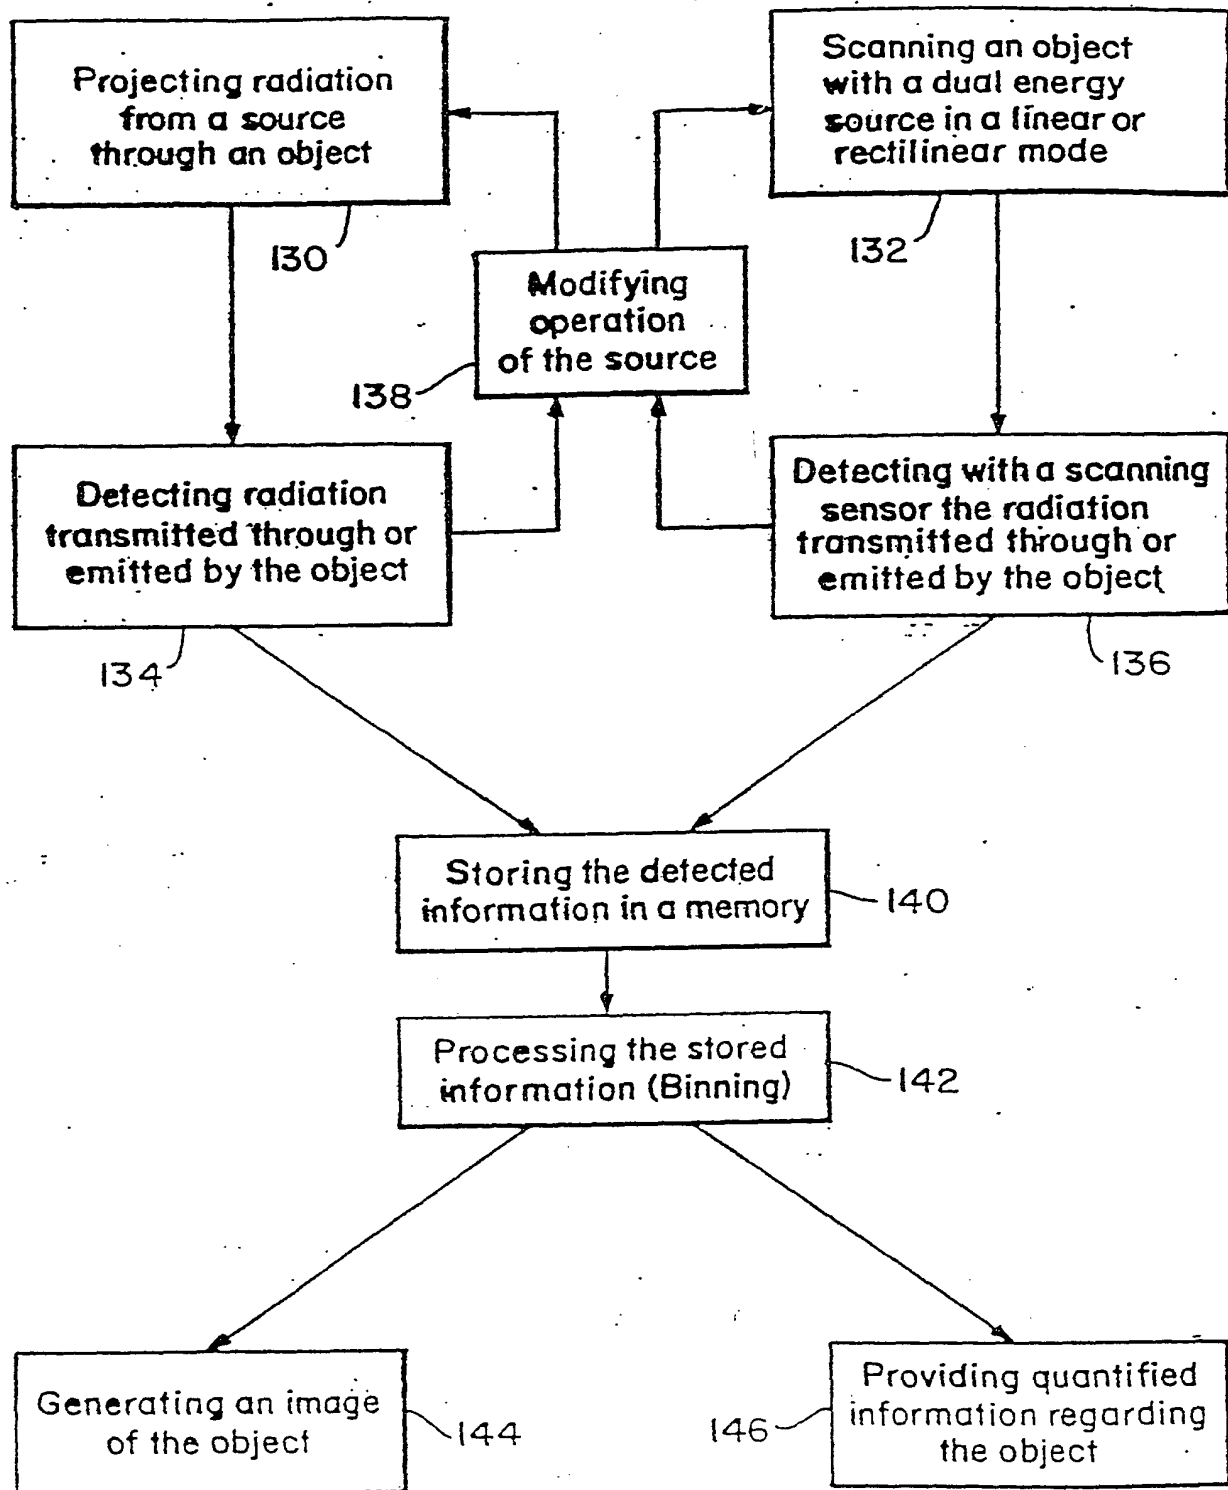 Projecting radiation
from a source
through an object
130
Scanning an object
with a dual energy
source in a linear or
rectilinear mode
132
Modifying
operation
of the source
138
Detecting radiation
transmitted through or
emitted by the object
134
Detecting with a scanning
sensor the radiation
transmitted through or
emitted by the object
136
Storing the detected
information in a memory
140
Processing the stored
information (Binning)
142
Generating an image
of the object
144
Providing quantified
information regarding
the object
146